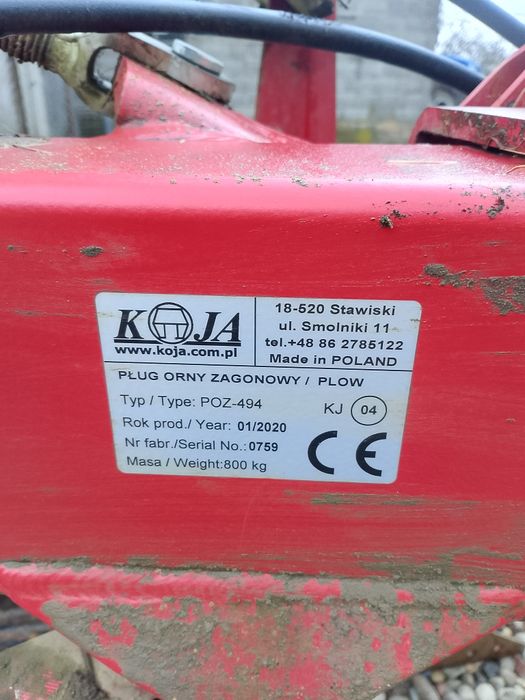 KOJA
www.koja.com.pl
18-520 Stawiski
ul. Smolniki 11
tel.+48 86 2785122
Made in POLAND
PŁUG ORNY ZAGONOWY / PLOW
Typ / Type: POZ-494
KJ 04
Rok prod./ Year: 01/2020
Nr fabr./Serial No.: 0759
Masa / Weight:800 kg
CE